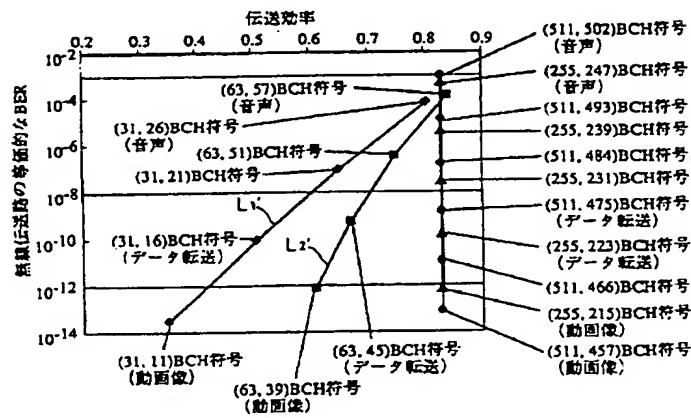 伝送効率
0.2 0.3 0.4 0.5 0.6 0.7 0.8 0.9
無線伝送路の等価的なBER
10-2
10-4
10-6
10-8
10-10
10-12
10-14
(63, 57)BCH符号
(音声)
(31, 26)BCH符号
(音声)
(63, 51)BCH符号
(31, 21)BCH符号
L1'
(31, 16)BCH符号
(データ転送)
L2'
(31, 11)BCH符号
(動画像)
(63, 39)BCH符号
(動画像)
(63, 45)BCH符号
(データ転送)
(511, 502)BCH符号
(音声)
(255, 247)BCH符号
(音声)
(511, 493)BCH符号
(255, 239)BCH符号
(511, 484)BCH符号
(255, 231)BCH符号
(511, 475)BCH符号
(データ転送)
(255, 223)BCH符号
(データ転送)
(511, 466)BCH符号
(255, 215)BCH符号
(動画像)
(511, 457)BCH符号